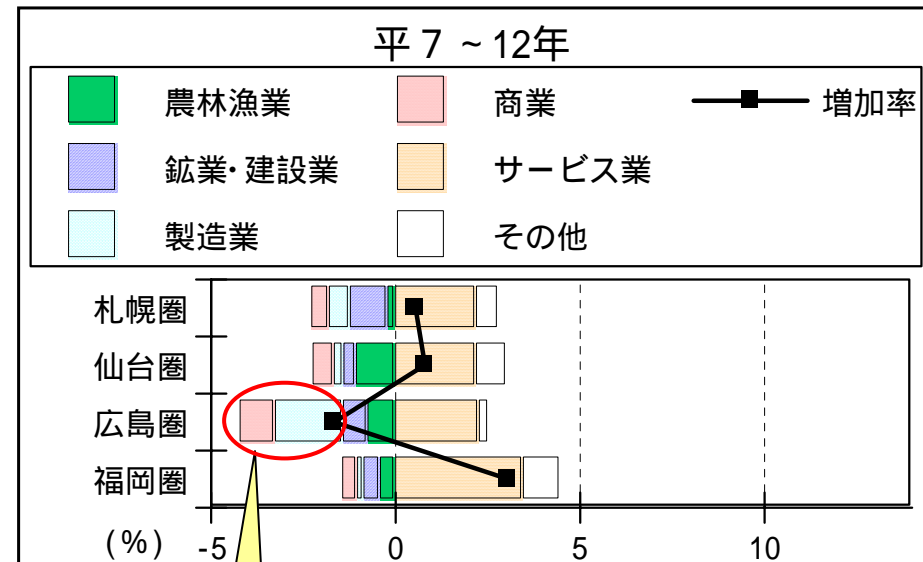 平７~12年
農林漁業 商業 増加率
鉱業・建設業 サービス業
製造業 その他
札幌圏
仙台圏
広島圏
福岡圏
(%) -5 0 5 10